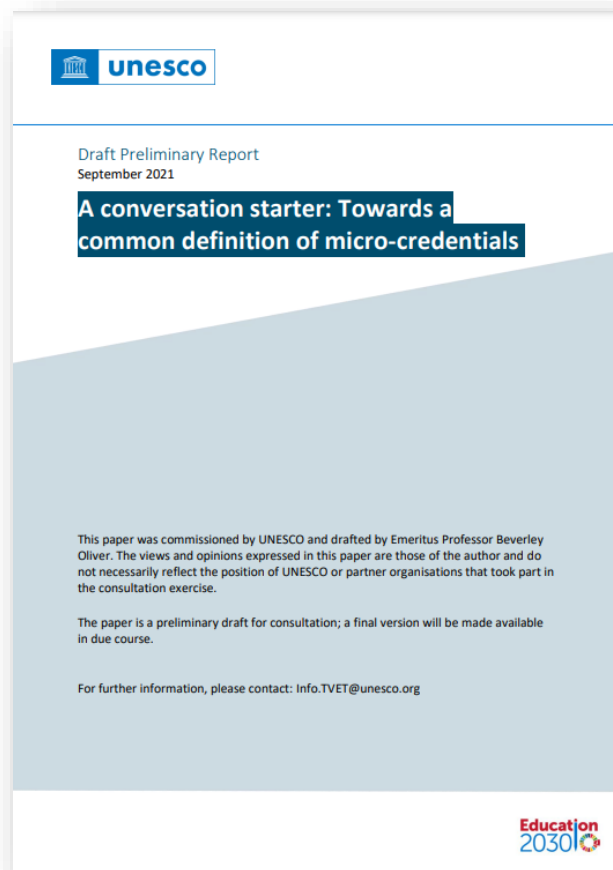 unesco
Draft Preliminary Report
September 2021
A conversation starter: Towards a
common definition of micro-credentials
This paper was commissioned by UNESCO and drafted by Emeritus Professor Beverley
Oliver. The views and opinions expressed in this paper are those of the author and do
not necessarily reflect the position of UNESCO or partner organisations that took part in
the consultation exercise.
The paper is a preliminary draft for consultation; a final version will be made available
in due course.
For further information, please contact: Info.TVET@unesco.org
Education
2030